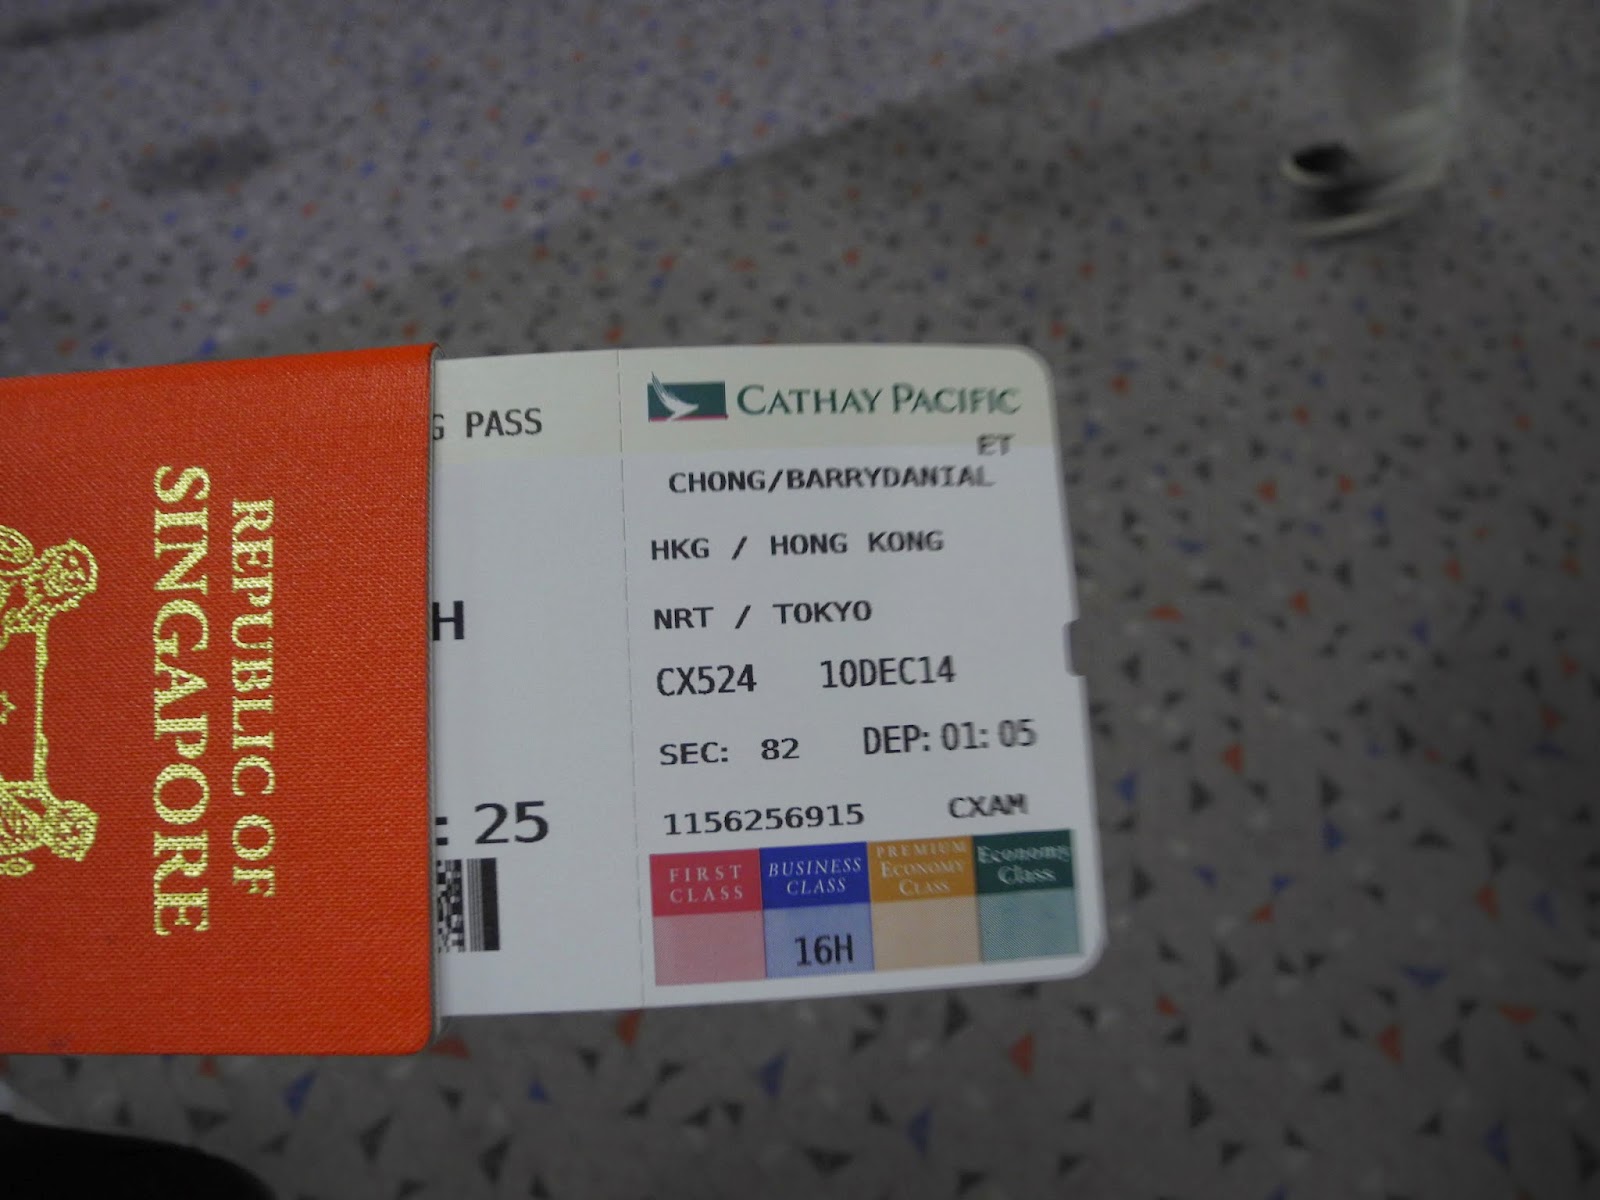 REPUBLIC OF
SINGAPORE
PASS
H
: 25
CATHAY PACIFIC
ET
CHONG/BARRYDANIAL
HKG / HONG KONG
NRT / TOKYO
CX524 10DEC14
SEC: 82 DEP: 01: 05
1156256915 CXAM
FIRST CLASS
BUSINESS CLASS
PREMIUM ECONOMY CLASS
Economy Class
16H